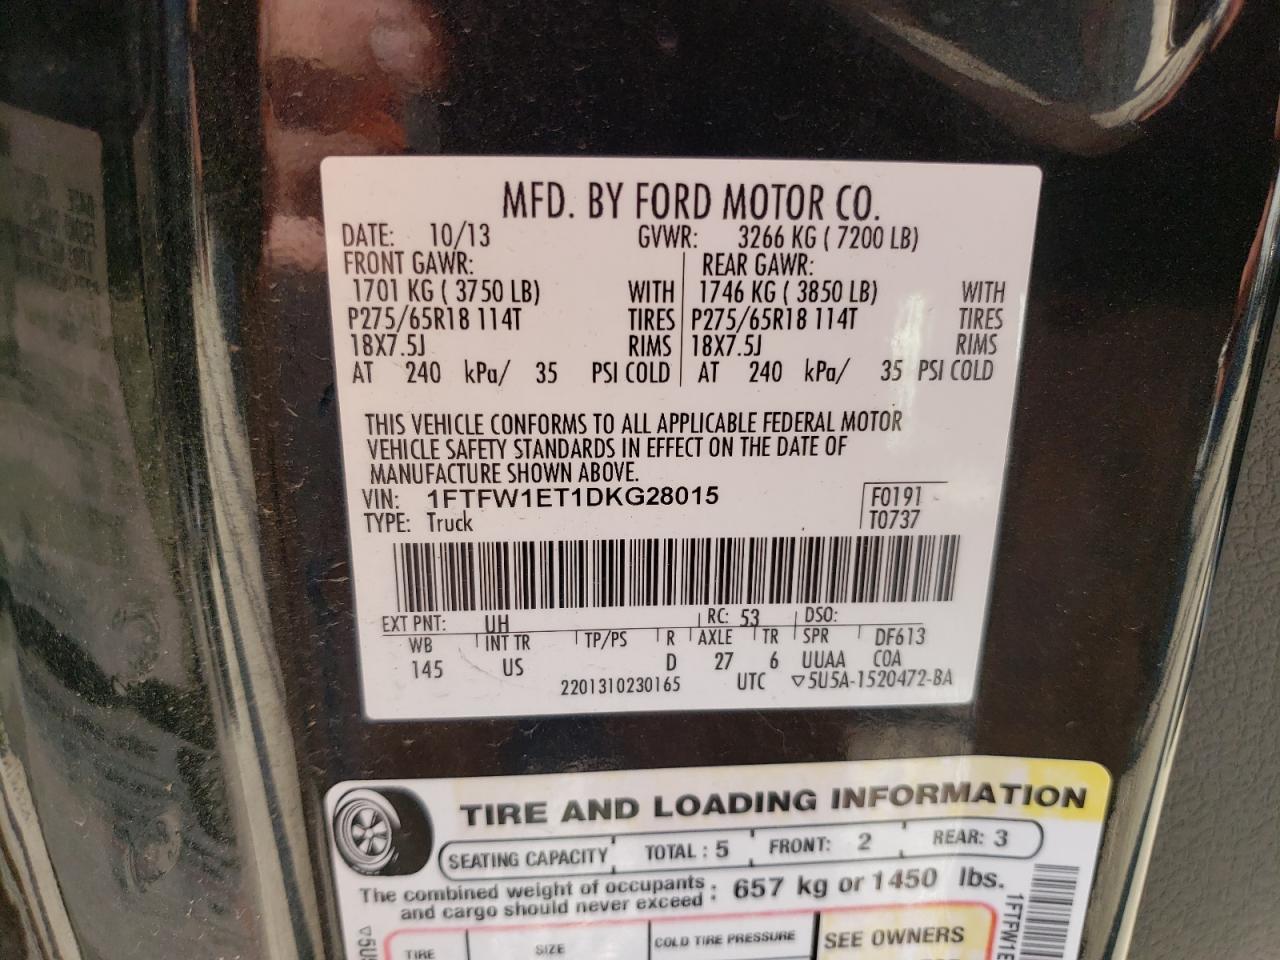 MFD. BY FORD MOTOR CO.
DATE: 10/13 GVWR: 3266 KG ( 7200 LB)
FRONT GAWR: REAR GAWR:
1701 KG ( 3750 LB) WITH 1746 KG ( 3850 LB) WITH
P275/65R18 114T TIRES P275/65R18 114T TIRES
18X7.5J RIMS 18X7.5J RIMS
AT 240 kPa/ 35 PSI COLD AT 240 kPa/ 35 PSI COLD
THIS VEHICLE CONFORMS TO ALL APPLICABLE FEDERAL MOTOR
VEHICLE SAFETY STANDARDS IN EFFECT ON THE DATE OF
MANUFACTURE SHOWN ABOVE.
VIN: 1FTFW1ET1DKG28015 F0191
TYPE: Truck T0737
EXT PNT: UH RC: 53 DSO:
WB INT TR TP/PS R AXLE TR SPR DF613
145 US D 27 6 UUAA COA
2201310230165 UTC ▽5U5A-1520472-BA
TIRE AND LOADING INFORMATION
SEATING CAPACITY TOTAL : 5 FRONT: 2 REAR: 3
The combined weight of occupants : 657 kg or 1450 lbs.
and cargo should never exceed
TIRE SIZE COLD TIRE PRESSURE SEE OWNERS
▽5US
1FTFW1E